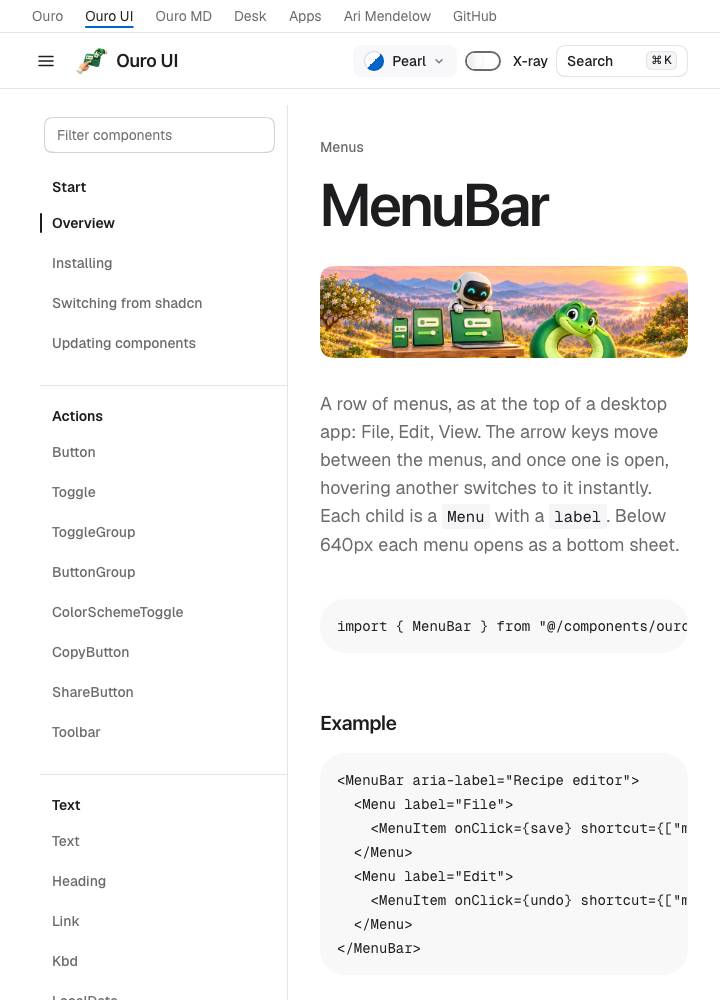 Ouro Ouro UI Ouro MD Desk Apps Ari Mendelow GitHub
Ouro UI Pearl X-ray Search ⌘ K
Filter components
Start
Overview
Installing
Switching from shadcn
Updating components
Actions
Button
Toggle
ToggleGroup
ButtonGroup
ColorSchemeToggle
CopyButton
ShareButton
Toolbar
Text
Text
Heading
Link
Kbd
Menus
MenuBar
A row of menus, as at the top of a desktop
app: File, Edit, View. The arrow keys move
between the menus, and once one is open,
hovering another switches to it instantly.
Each child is a Menu with a label. Below
640px each menu opens as a bottom sheet.
import { MenuBar } from "@/components/ouro
Example
<MenuBar aria-label="Recipe editor">
  <Menu label="File">
    <MenuItem onClick={save} shortcut={["m
  </Menu>
  <Menu label="Edit">
    <MenuItem onClick={undo} shortcut={["m
  </Menu>
</MenuBar>